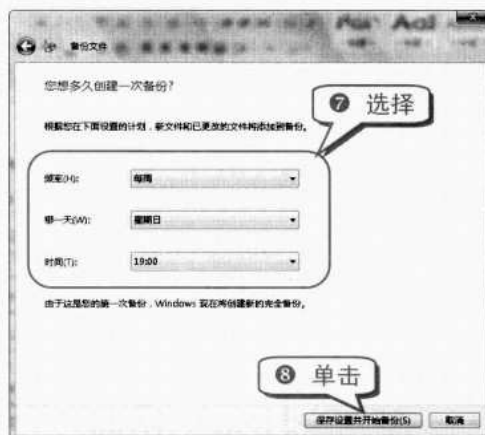 备份文件
您想多久创建一次备份?
❼ 选择
根据您在下面设置的计划，新文件和已更改的文件将添加到备份。
频率(H): 每周
哪一天(W): 星期日
时间(T): 19:00
由于这是您的第一次备份，Windows 现在将创建新的完全备份。
❽ 单击
保存设置并开始备份(S) 取消